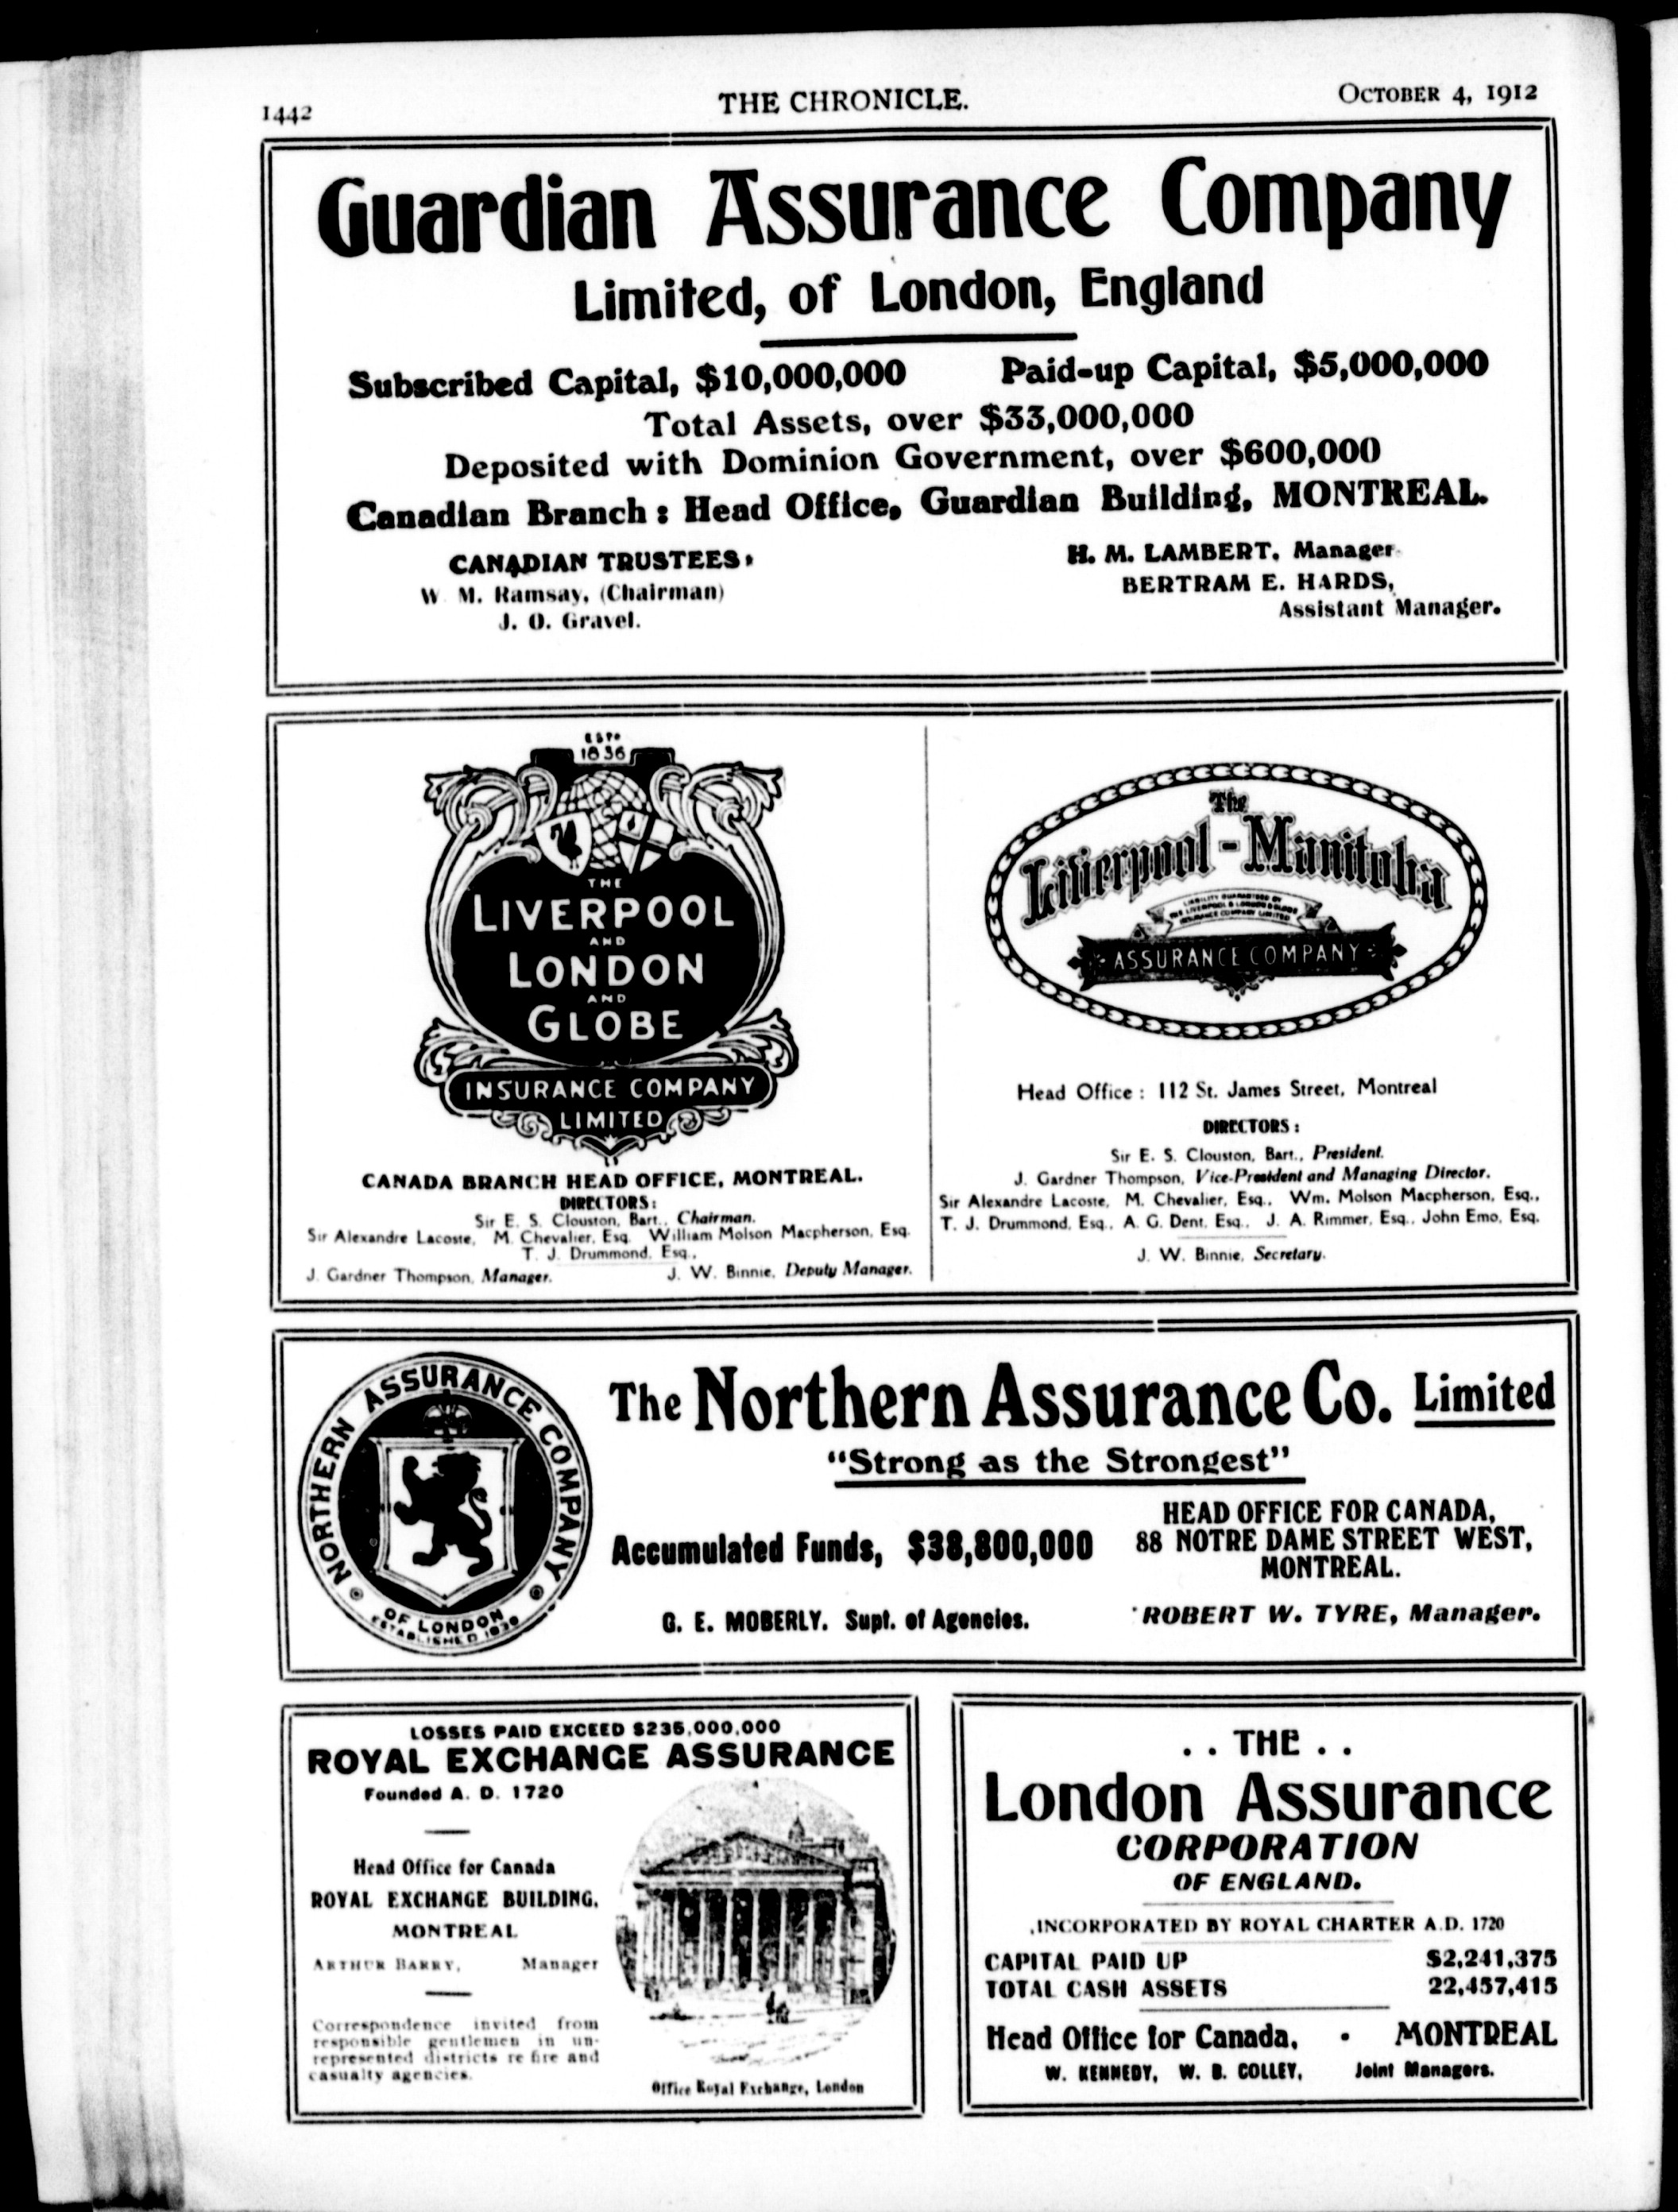 1442
THE CHRONICLE.
OCTOBER 4, 1912
Guardian Assurance Company
Limited, of London, England
Subscribed Capital, $10,000,000 Paid-up Capital, $5,000,000
Total Assets, over $33,000,000
Deposited with Dominion Government, over $600,000
Canadian Branch : Head Office, Guardian Building, MONTREAL.
CANADIAN TRUSTEES:
W. M. Ramsay, (Chairman)
J. O. Gravel.
H. M. LAMBERT, Manager
BERTRAM E. HARDS,
Assistant Manager.
ESTD
1836
THE
LIVERPOOL
AND
LONDON
AND
GLOBE
INSURANCE COMPANY
LIMITED
CANADA BRANCH HEAD OFFICE, MONTREAL.
DIRECTORS:
Sir E. S. Clouston, Bart., Chairman.
Sir Alexandre Lacoste, M. Chevalier, Esq. William Molson Macpherson, Esq.
T. J. Drummond, Esq.,
J. Gardner Thompson, Manager. J. W. Binnie, Deputy Manager.
The
Liverpool-Manitoba
LIABILITY GUARANTEED BY
THE LIVERPOOL & LONDON & GLOBE
INSURANCE COMPANY LIMITED
ASSURANCE COMPANY
Head Office : 112 St. James Street, Montreal
DIRECTORS :
Sir E. S. Clouston, Bart., President.
J. Gardner Thompson, Vice-President and Managing Director.
Sir Alexandre Lacoste, M. Chevalier, Esq., Wm. Molson Macpherson, Esq.,
T. J. Drummond, Esq., A. G. Dent, Esq., J. A. Rimmer, Esq., John Emo, Esq.
J. W. Binnie, Secretary.
NORTHERN ASSURANCE COMPANY
OF LONDON
ESTABLISHED 1836
The Northern Assurance Co. Limited
"Strong as the Strongest"
Accumulated Funds, $38,800,000
HEAD OFFICE FOR CANADA,
88 NOTRE DAME STREET WEST,
MONTREAL.
G. E. MOBERLY. Supt. of Agencies.
ROBERT W. TYRE, Manager.
LOSSES PAID EXCEED $235,000,000
ROYAL EXCHANGE ASSURANCE
Founded A. D. 1720
Head Office for Canada
ROYAL EXCHANGE BUILDING,
MONTREAL
ARTHUR BARRY, Manager
Correspondence invited from
responsible gentlemen in un-
represented districts re fire and
casualty agencies.
Office Royal Exchange, London
. . THE . .
London Assurance
CORPORATION
OF ENGLAND.
INCORPORATED BY ROYAL CHARTER A.D. 1720
CAPITAL PAID UP $2,241,375
TOTAL CASH ASSETS 22,457,415
Head Office for Canada, - MONTREAL
W. KENNEDY, W. B. COLLEY, Joint Managers.